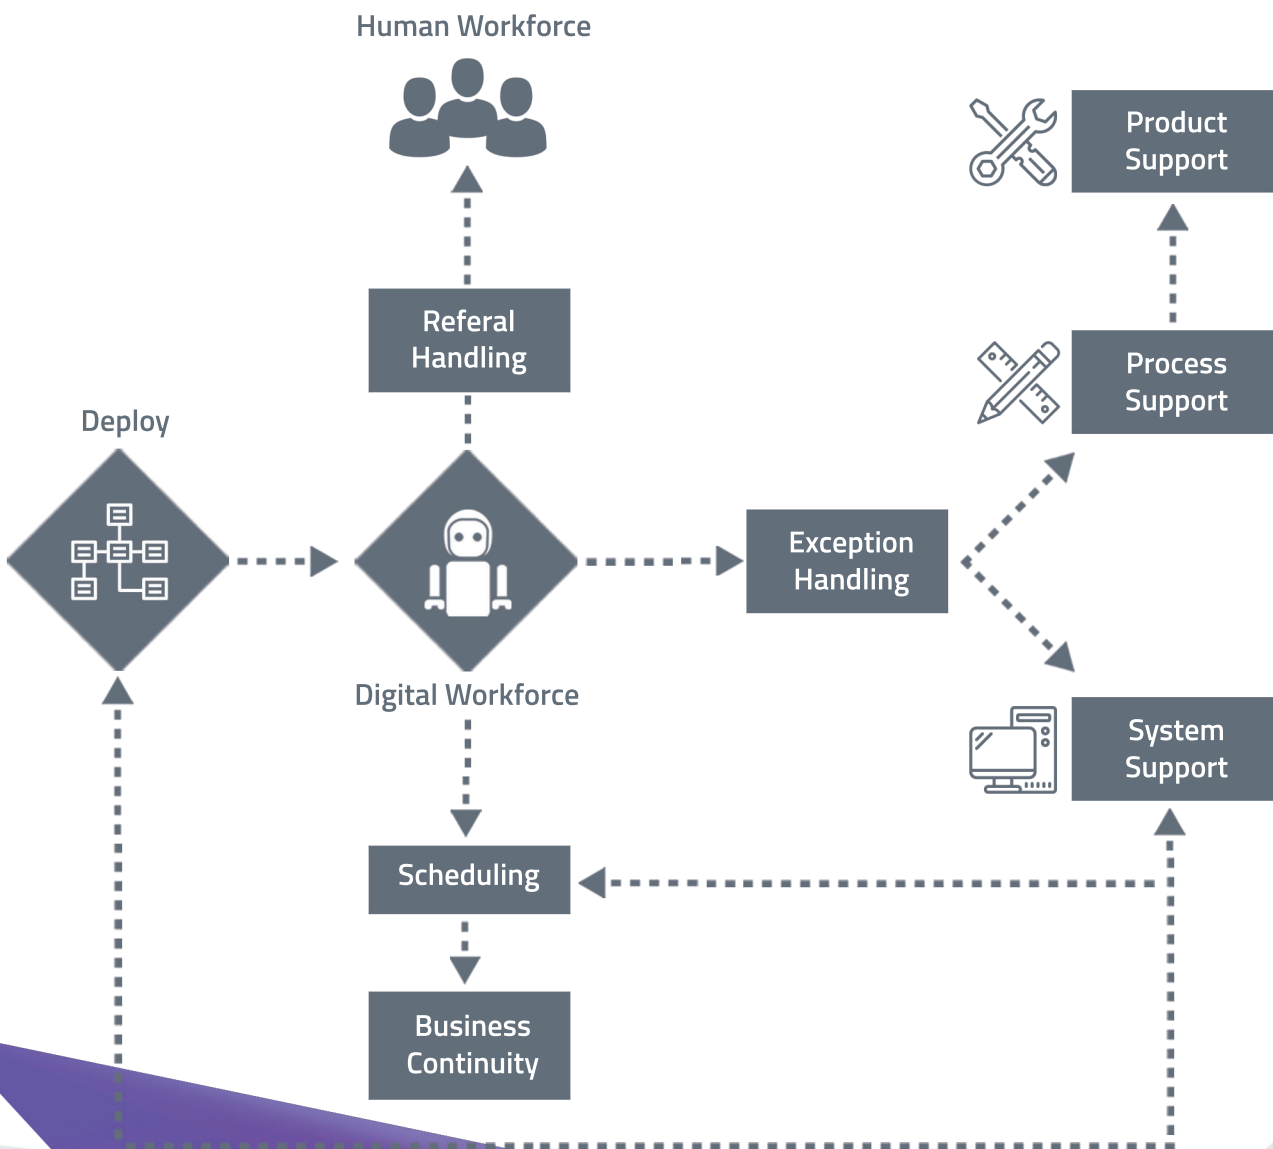 Human Workforce
Product
Support
Referal
Handling
Process
Support
Deploy
Exception
Handling
Digital Workforce
System
Support
Scheduling
Business
Continuity